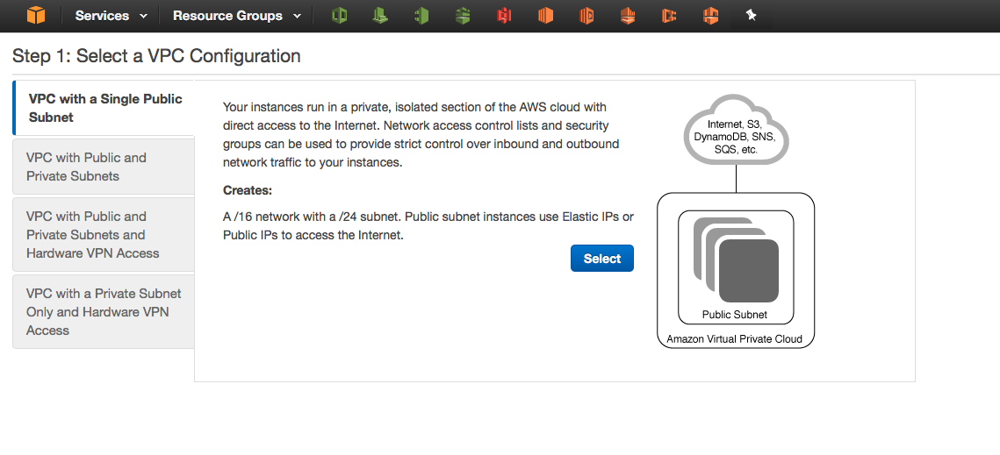 Services
Resource Groups
Step 1: Select a VPC Configuration
VPC with a Single Public
Subnet
VPC with Public and
Private Subnets
VPC with Public and
Private Subnets and
Hardware VPN Access
VPC with a Private Subnet
Only and Hardware VPN
Access
Your instances run in a private, isolated section of the AWS cloud with
direct access to the Internet. Network access control lists and security
groups can be used to provide strict control over inbound and outbound
network traffic to your instances.
Creates:
A /16 network with a /24 subnet. Public subnet instances use Elastic IPs or
Public IPs to access the Internet.
Select
Internet, S3,
DynamoDB, SNS,
SQS, etc.
Public Subnet
Amazon Virtual Private Cloud